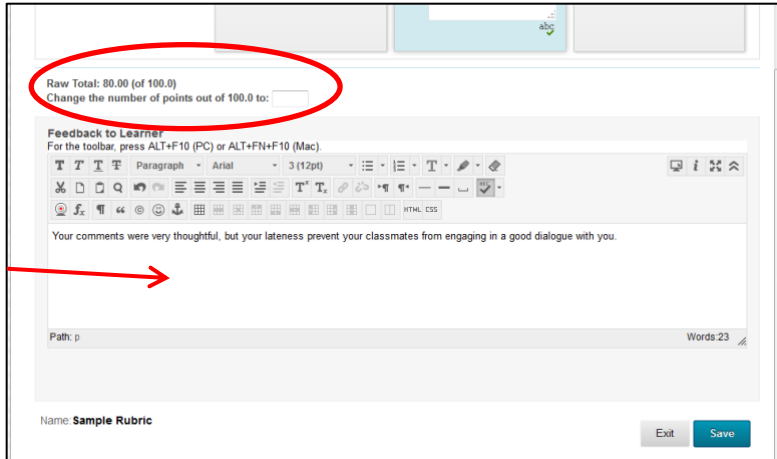 abc
Raw Total: 80.00 (of 100.0)
Change the number of points out of 100.0 to:
Feedback to Learner
For the toolbar, press ALT+F10 (PC) or ALT+FN+F10 (Mac).
T T T T Paragraph Arial 3 (12pt) T
T T
fx ¶ HTML CSS
Your comments were very thoughtful, but your lateness prevent your classmates from engaging in a good dialogue with you.
Path: p Words:23
Name:Sample Rubric
Exit Save